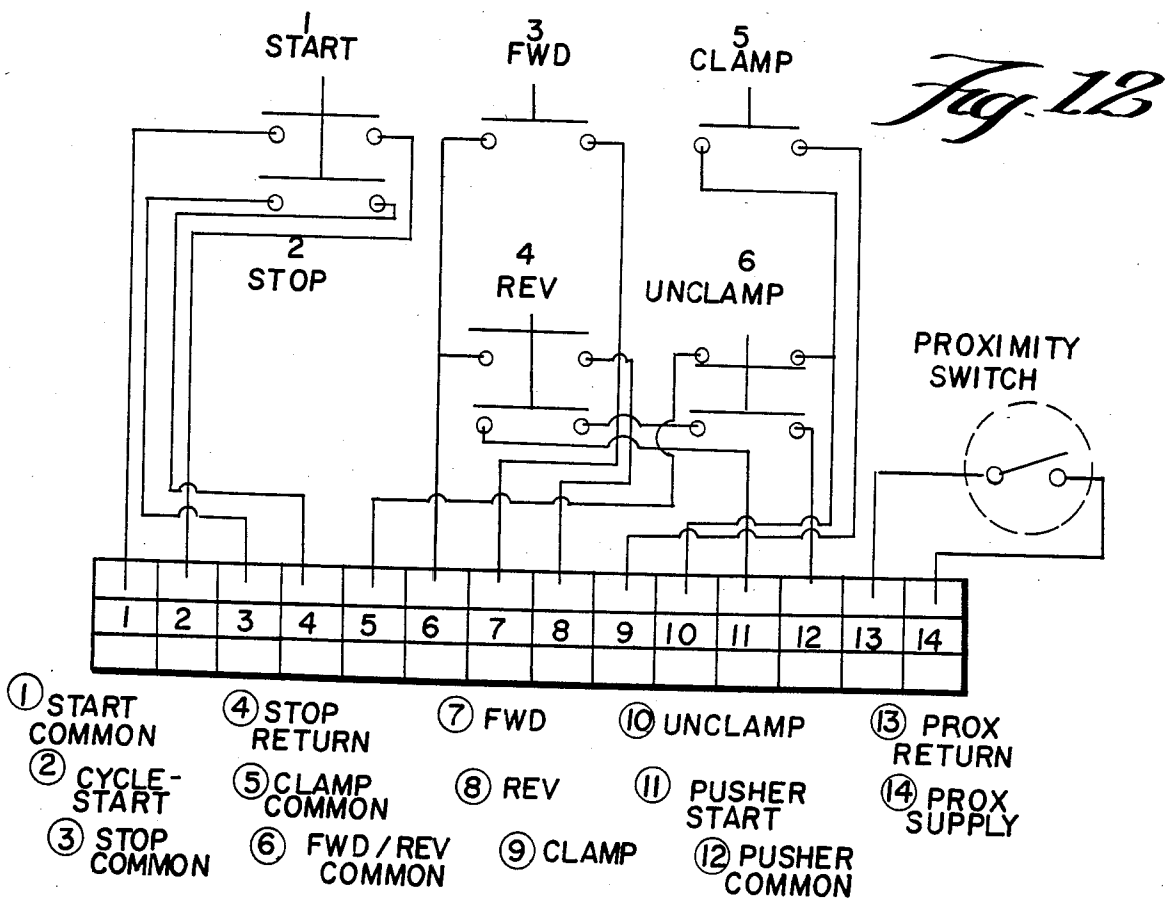 1
START
3
FWD
5
CLAMP
Fig. 12
2
STOP
4
REV
6
UNCLAMP
PROXIMITY
SWITCH
1 2 3 4 5 6 7 8 9 10 11 12 13 14
1 START
COMMON
2 CYCLE-
START
3 STOP
COMMON
4 STOP
RETURN
5 CLAMP
COMMON
6 FWD/REV
COMMON
7 FWD
8 REV
9 CLAMP
10 UNCLAMP
11 PUSHER
START
12 PUSHER
COMMON
13 PROX
RETURN
14 PROX
SUPPLY